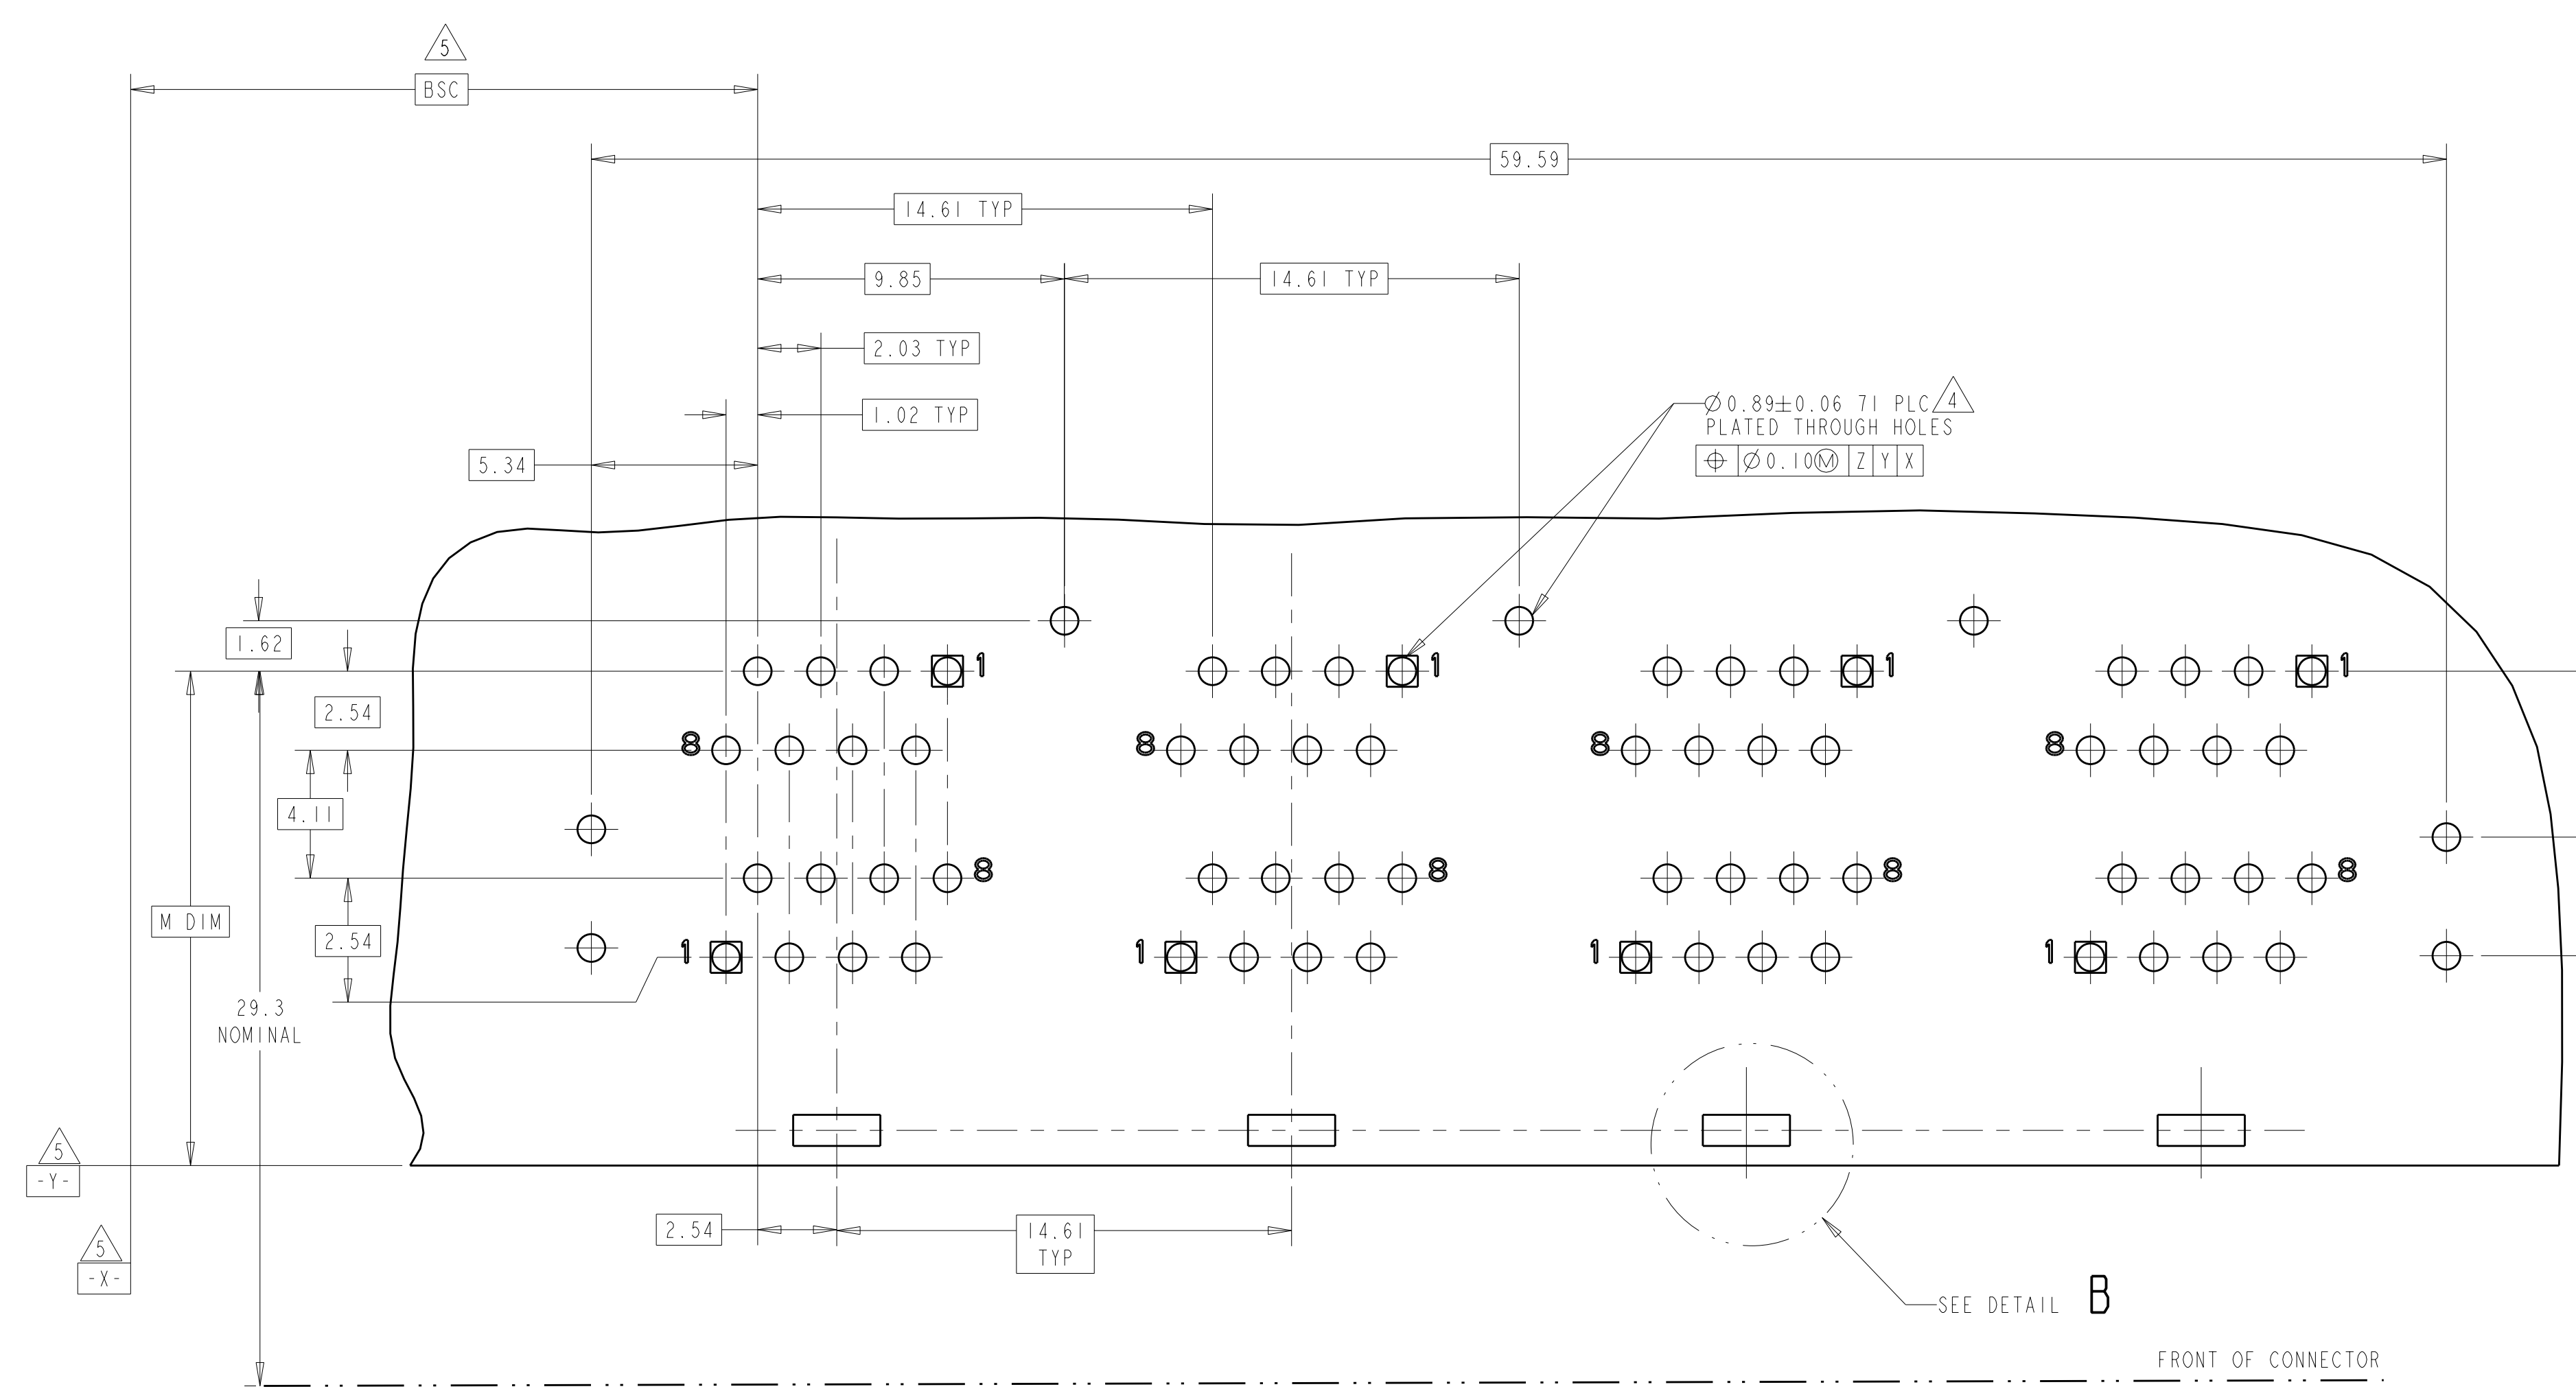 5
BSC
59.59
14.61 TYP
9.85
14.61 TYP
2.03 TYP
1.02 TYP
Ø0.89±0.06 71 PLC 4
PLATED THROUGH HOLES
5.34
⌖ Ø0.10Ⓜ Z Y X
1.62
1 1 1 1
2.54
8 8 8 8
4.11
8 8 8 8
M DIM
2.54
1 1 1 1
29.3
NOMINAL
5
-Y-
2.54
14.61
TYP
5
-X-
SEE DETAIL B
FRONT OF CONNECTOR